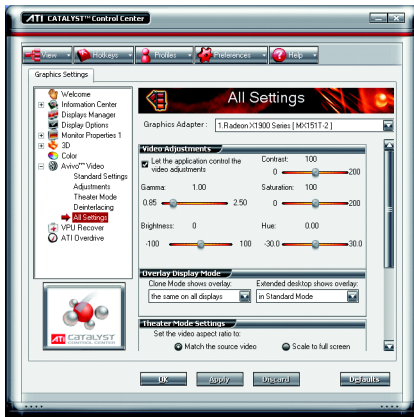 ATI CATALYST™ Control Center
View
Hotkeys
Profiles
Preferences
Help
Graphics Settings
Welcome
Information Center
Displays Manager
Display Options
Monitor Properties 1
3D
Color
Avivo™ Video
Standard Settings
Adjustments
Theater Mode
Deinterlacing
All Settings
VPU Recover
ATI Overdrive
ATI CATALYST
CONTROL CENTER
All Settings
Graphics Adapter :
1.Radeon X1900 Series [ MX151T-2 ]
Video Adjustments
Let the application control the
video adjustments
Contrast: 100
0 200
Gamma: 1.00
0.85 2.50
Saturation: 100
0 200
Brightness: 0
-100 100
Hue: 0.00
-30.0 30.0
Overlay Display Mode
Clone Mode shows overlay:
the same on all displays
Extended desktop shows overlay:
in Standard Mode
Theater Mode Settings
Set the video aspect ratio to:
Match the source video
Scale to full screen
OK
Apply
Discard
Defaults